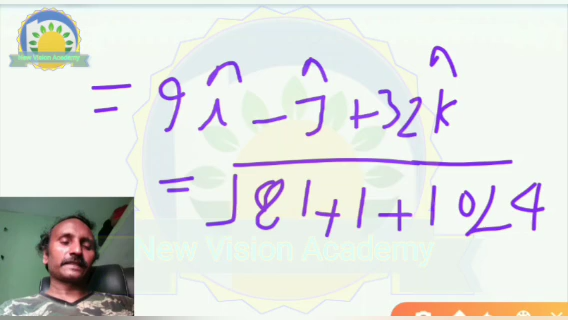 New Vision Academy
= 9î - ĵ + 32k̂
= √81+1+1024
New Vision Academy